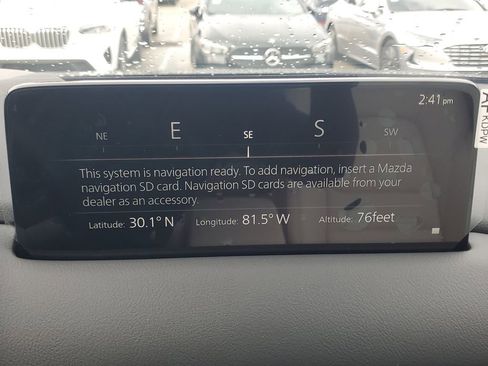 2:41 pm
NE E SE S SW
This system is navigation ready. To add navigation, insert a Mazda
navigation SD card. Navigation SD cards are available from your
dealer as an accessory.
Latitude: 30.1° N Longitude: 81.5° W Altitude: 76feet